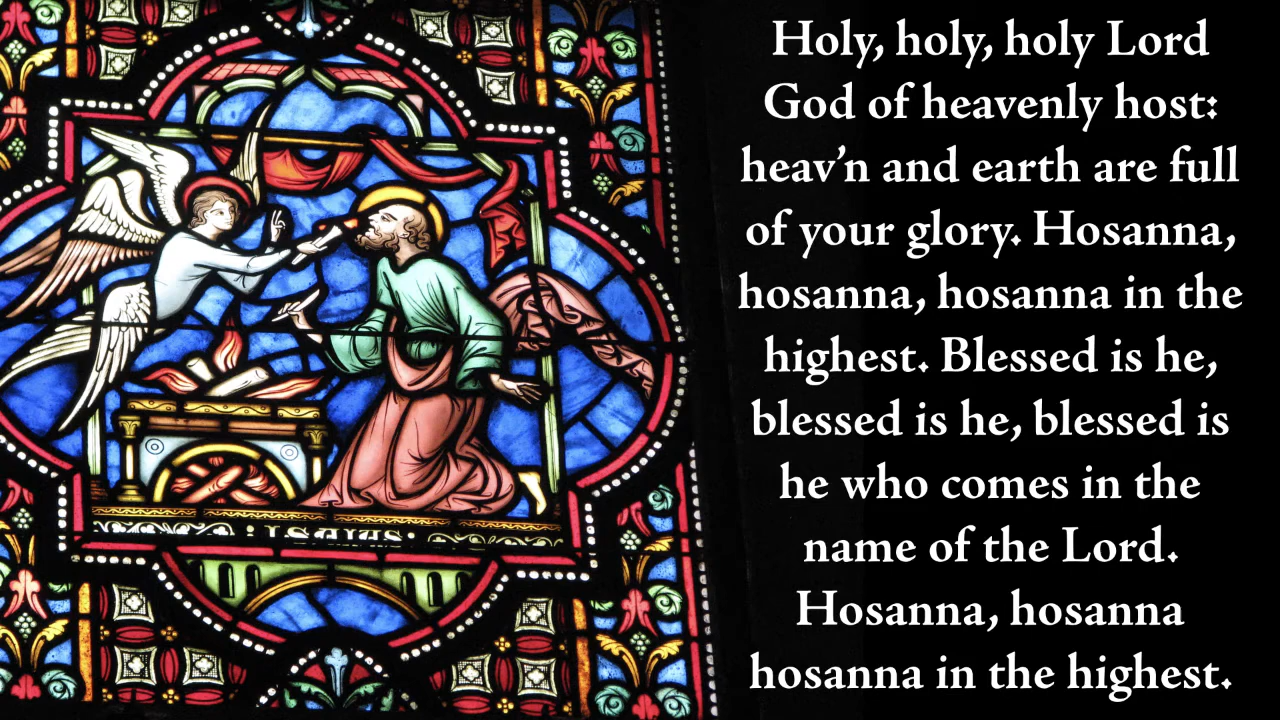 Holy, holy, holy Lord
God of heavenly host:
heav’n and earth are full
of your glory. Hosanna,
hosanna, hosanna in the
highest. Blessed is he,
blessed is he, blessed is
he who comes in the
name of the Lord.
Hosanna, hosanna
hosanna in the highest.
: ISAIAS: